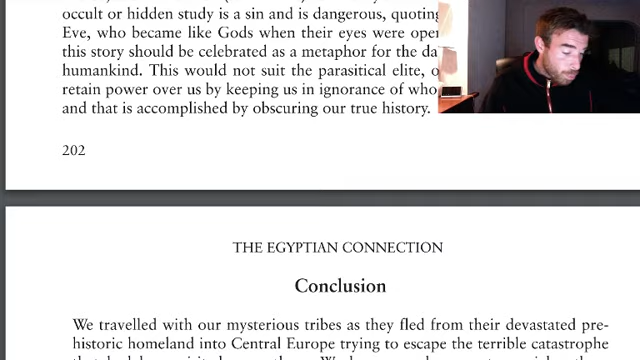 occult or hidden study is a sin and is dangerous, quoting
Eve, who became like Gods when their eyes were
this story should be celebrated as a metaphor for the
humankind. This would not suit the parasitical elite,
retain power over us by keeping us in ignorance of
and that is accomplished by obscuring our true history.
202
THE EGYPTIAN CONNECTION
Conclusion
We travelled with our mysterious tribes as they fled from their devastated pre-
historic homeland into Central Europe trying to escape the terrible catastrophe